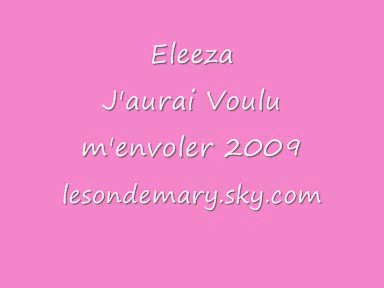 Eleeza
J'aurai Voulu
m'envoler 2009
lesondemary.sky.com